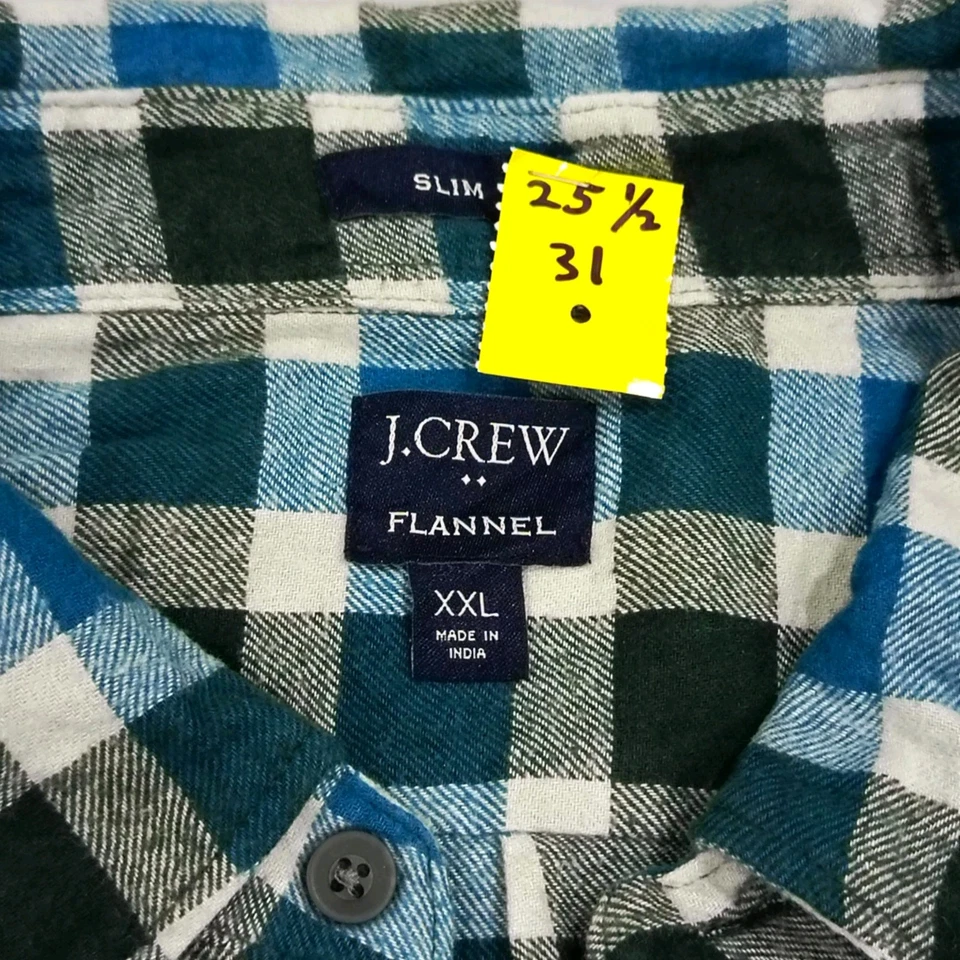 SLIM
25 ½
31
J.CREW
FLANNEL
XXL
MADE IN
INDIA